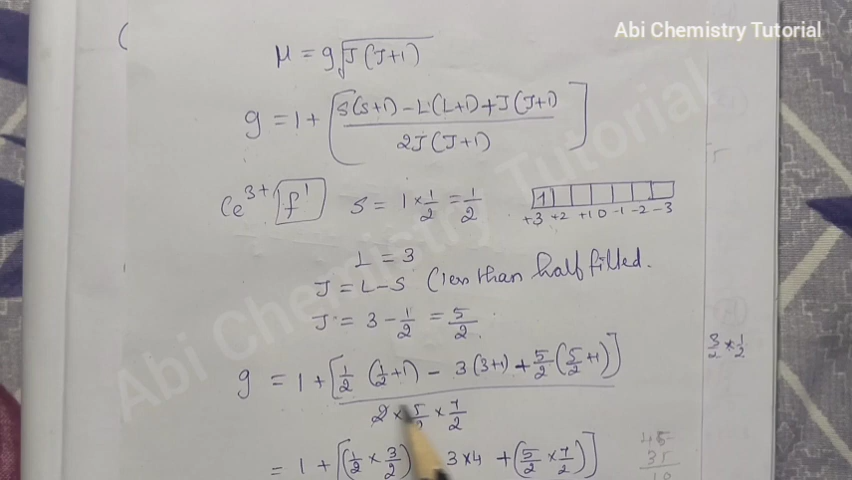 Abi Chemistry Tutorial
(
μ = g√J(J+1)
g = 1 + [S(S+1) - L(L+1) + J(J+1) / 2J(J+1)]
Ce³⁺ f¹ S = 1 × 1/2 = 1/2 1
+3 +2 +1 0 -1 -2 -3
L = 3
J = L - S (less than half filled.
J = 3 - 1/2 = 5/2
3/2 × 1/2
g = 1 + [1/2 (1/2 + 1) - 3(3+1) + 5/2 (5/2 + 1)] / 2 × 5/2 × 7/2
= 1 + [(1/2 × 3/2) 3×4 + (5/2 × 7/2)]
35
Abi Chemistry Tutorial